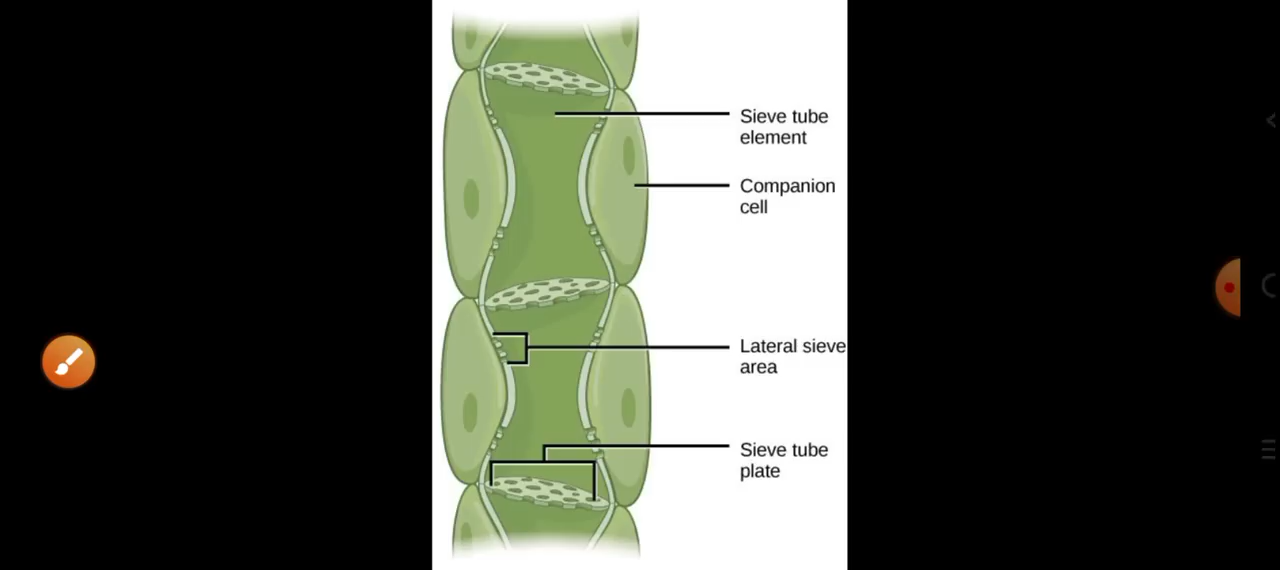 Sieve tube
element
Companion
cell
Lateral sieve
area
Sieve tube
plate